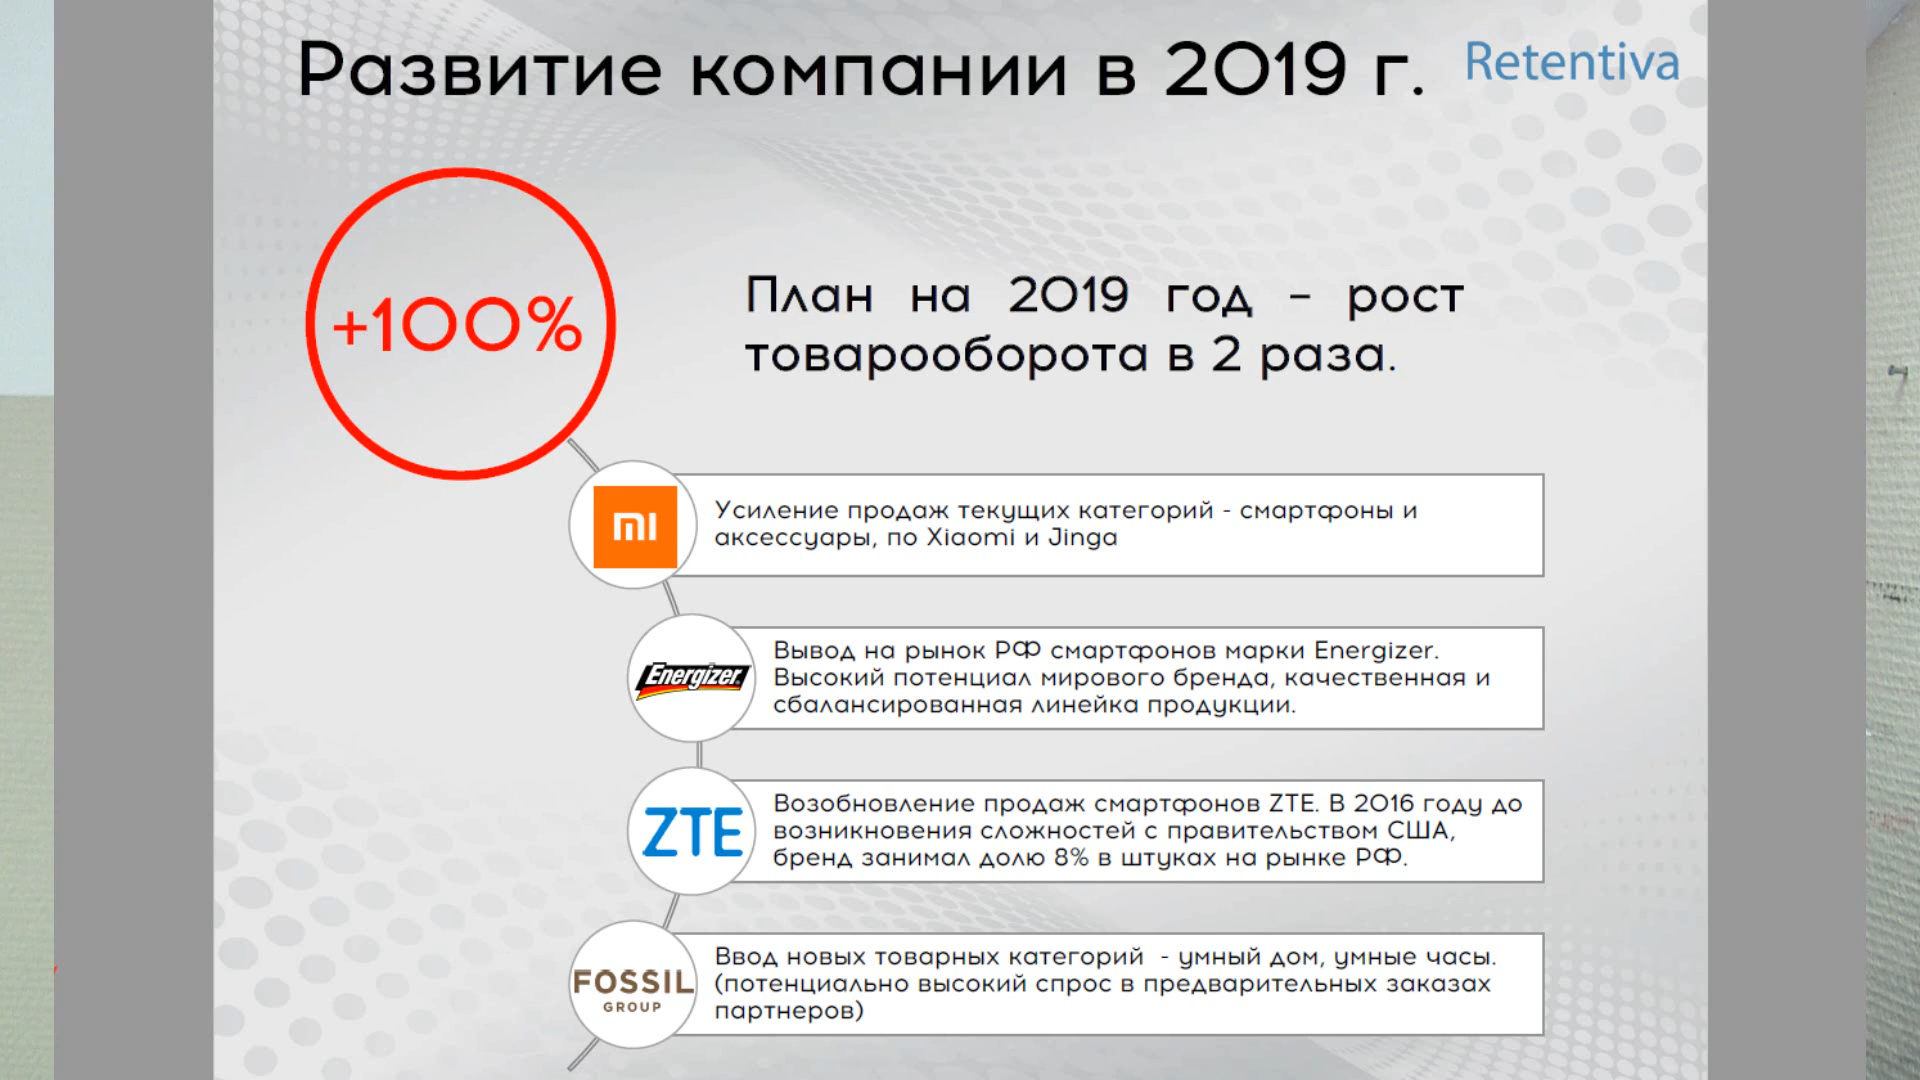 Развитие компании в 2019 г.
Retentiva
+100%
План на 2019 год – рост
товарооборота в 2 раза.
MI
Усиление продаж текущих категорий - смартфоны и
аксессуары, по Xiaomi и Jinga
Energizer
Вывод на рынок РФ смартфонов марки Energizer.
Высокий потенциал мирового бренда, качественная и
сбалансированная линейка продукции.
ZTE
Возобновление продаж смартфонов ZTE. В 2016 году до
возникновения сложностей с правительством США,
бренд занимал долю 8% в штуках на рынке РФ.
FOSSIL
GROUP
Ввод новых товарных категорий - умный дом, умные часы.
(потенциально высокий спрос в предварительных заказах
партнеров)